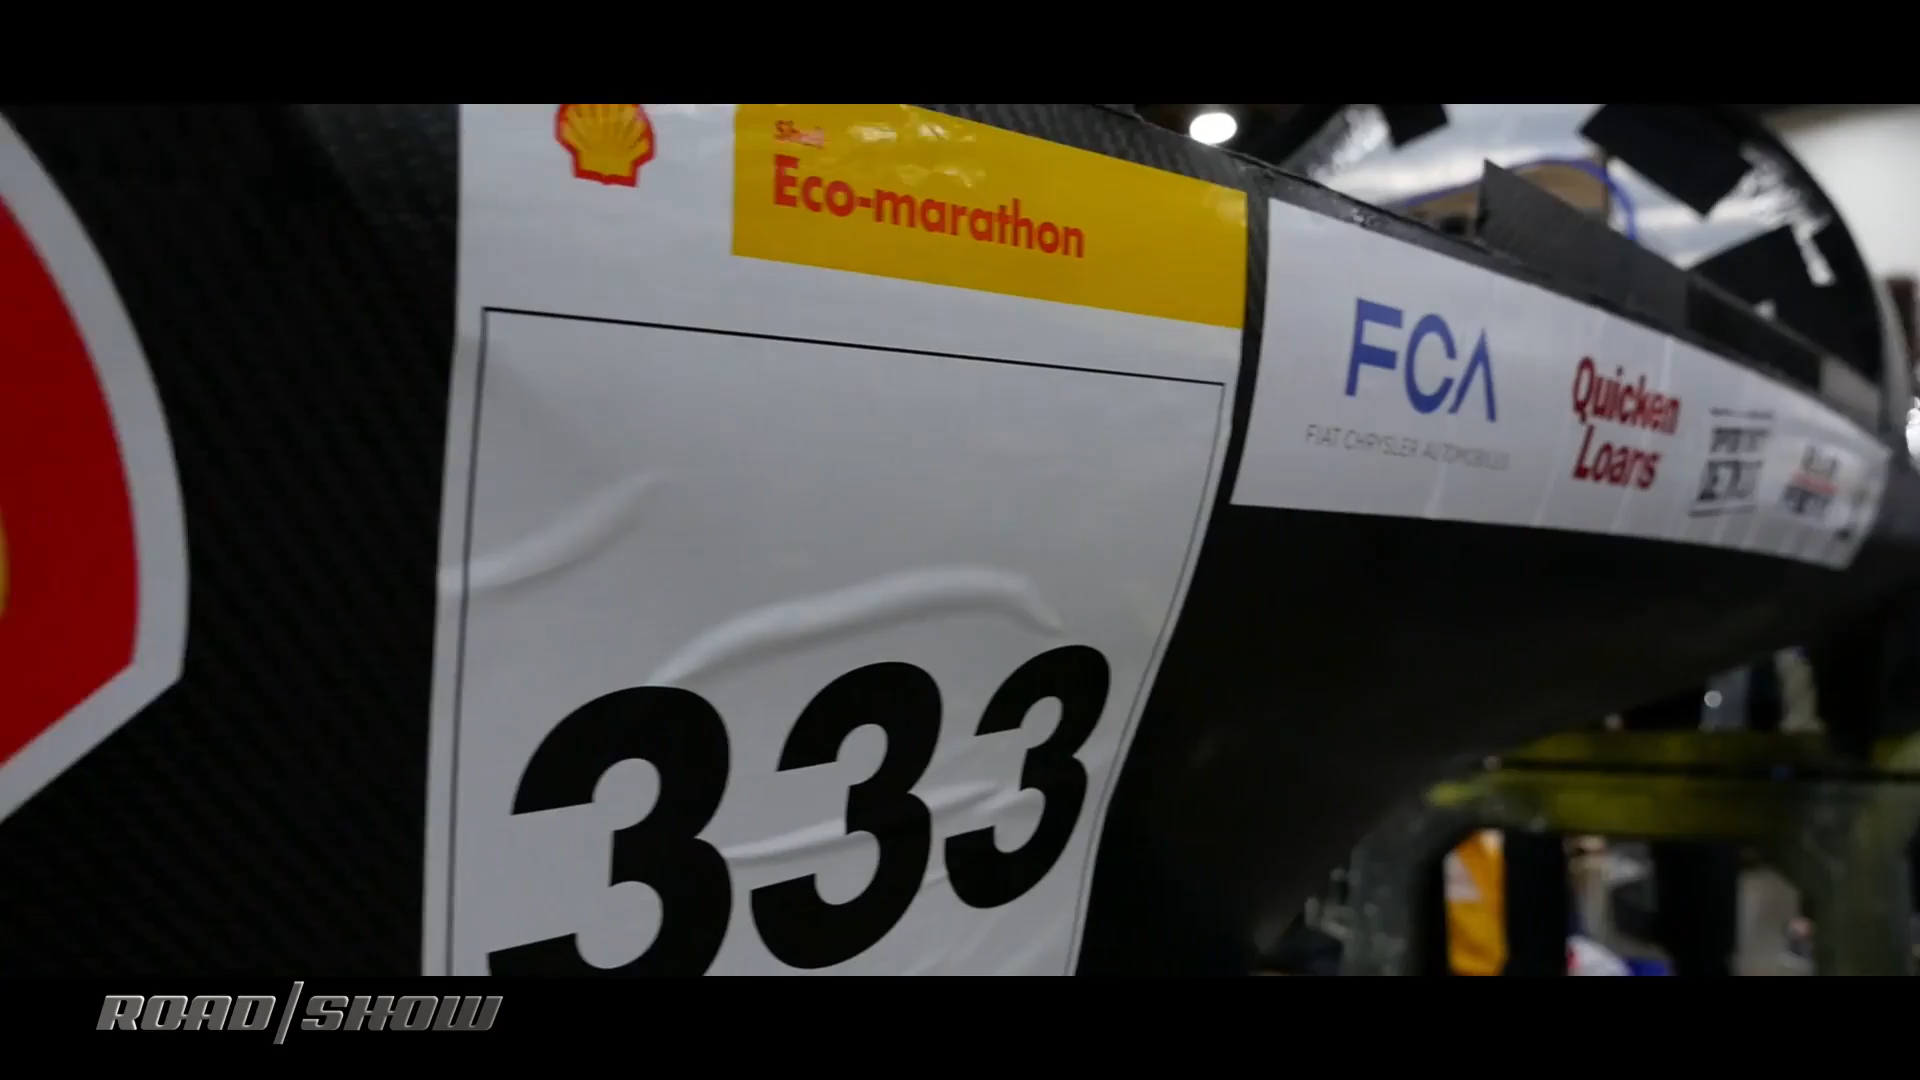 Shell
Eco-marathon
FCA
FIAT CHRYSLER AUTOMOBILES
Quicken
Loans
333
ROAD/SHOW